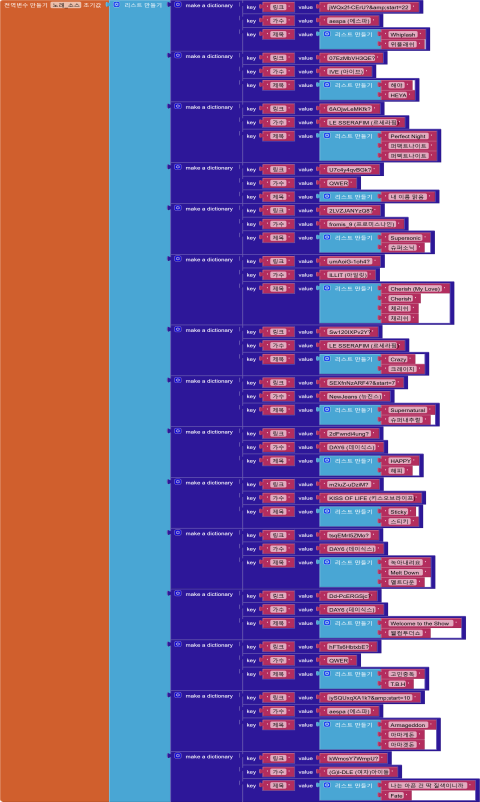 전역변수 만들기 노래_소스 초기값 리스트 만들기 make a dictionary key 링크 value jWQx2f-CErU?&amp;start=22
key 가수 value aespa (에스파)
key 제목 value 리스트 만들기 Whiplash
위플래쉬
make a dictionary key 링크 value 07EzMbVH3QE?
key 가수 value IVE (아이브)
key 제목 value 리스트 만들기 해야
HEYA
make a dictionary key 링크 value 6AOjwLeMKfk?
key 가수 value LE SSERAFIM (르세라핌)
key 제목 value 리스트 만들기 Perfect Night
퍼펙트나이트
퍼팩트나이트
make a dictionary key 링크 value U7c4y4qvBGk?
key 가수 value QWER
key 제목 value 리스트 만들기 내 이름 맑음
make a dictionary key 링크 value 2LVZJANYzQ8?
key 가수 value fromis_9 (프로미스나인)
key 제목 value 리스트 만들기 Supersonic
슈퍼소닉
make a dictionary key 링크 value umAoiG-1oh4?
key 가수 value ILLIT (아일릿)
key 제목 value 리스트 만들기 Cherish (My Love)
Cherish
체리쉬
채리쉬
make a dictionary key 링크 value 5w120IXPv2Y?
key 가수 value LE SSERAFIM (르세라핌)
key 제목 value 리스트 만들기 Crazy
크레이지
make a dictionary key 링크 value SEXfnNzARF4?&start=7
key 가수 value NewJeans (뉴진스)
key 제목 value 리스트 만들기 Supernatural
슈퍼내추럴
make a dictionary key 링크 value 2dFwndi4ung?
key 가수 value DAY6 (데이식스)
key 제목 value 리스트 만들기 HAPPY
해피
make a dictionary key 링크 value m2iuZ-uDziM?
key 가수 value KISS OF LIFE (키스오브라이프)
key 제목 value 리스트 만들기 Sticky
스티키
make a dictionary key 링크 value
key 가수 value DAY6 (데이식스)
key 제목 value 리스트 만들기 녹아내려요
Melt Down
멜트다운
make a dictionary key 링크 value
key 가수 value DAY6 (데이식스)
key 제목 value 리스트 만들기 Welcome to the Show
웰컴투더쇼
make a dictionary key 링크 value
key 가수 value QWER
key 제목 value 리스트 만들기 고민중독
T.B.H
make a dictionary key 링크 value
key 가수 value aespa (에스파)
key 제목 value 리스트 만들기 Armageddon
아마게돈
아마겟돈
make a dictionary key 링크 value
key 가수 value (G)I-DLE (여자)아이들
key 제목 value 리스트 만들기 나는 아픈 건 딱 질색이니까
Fate